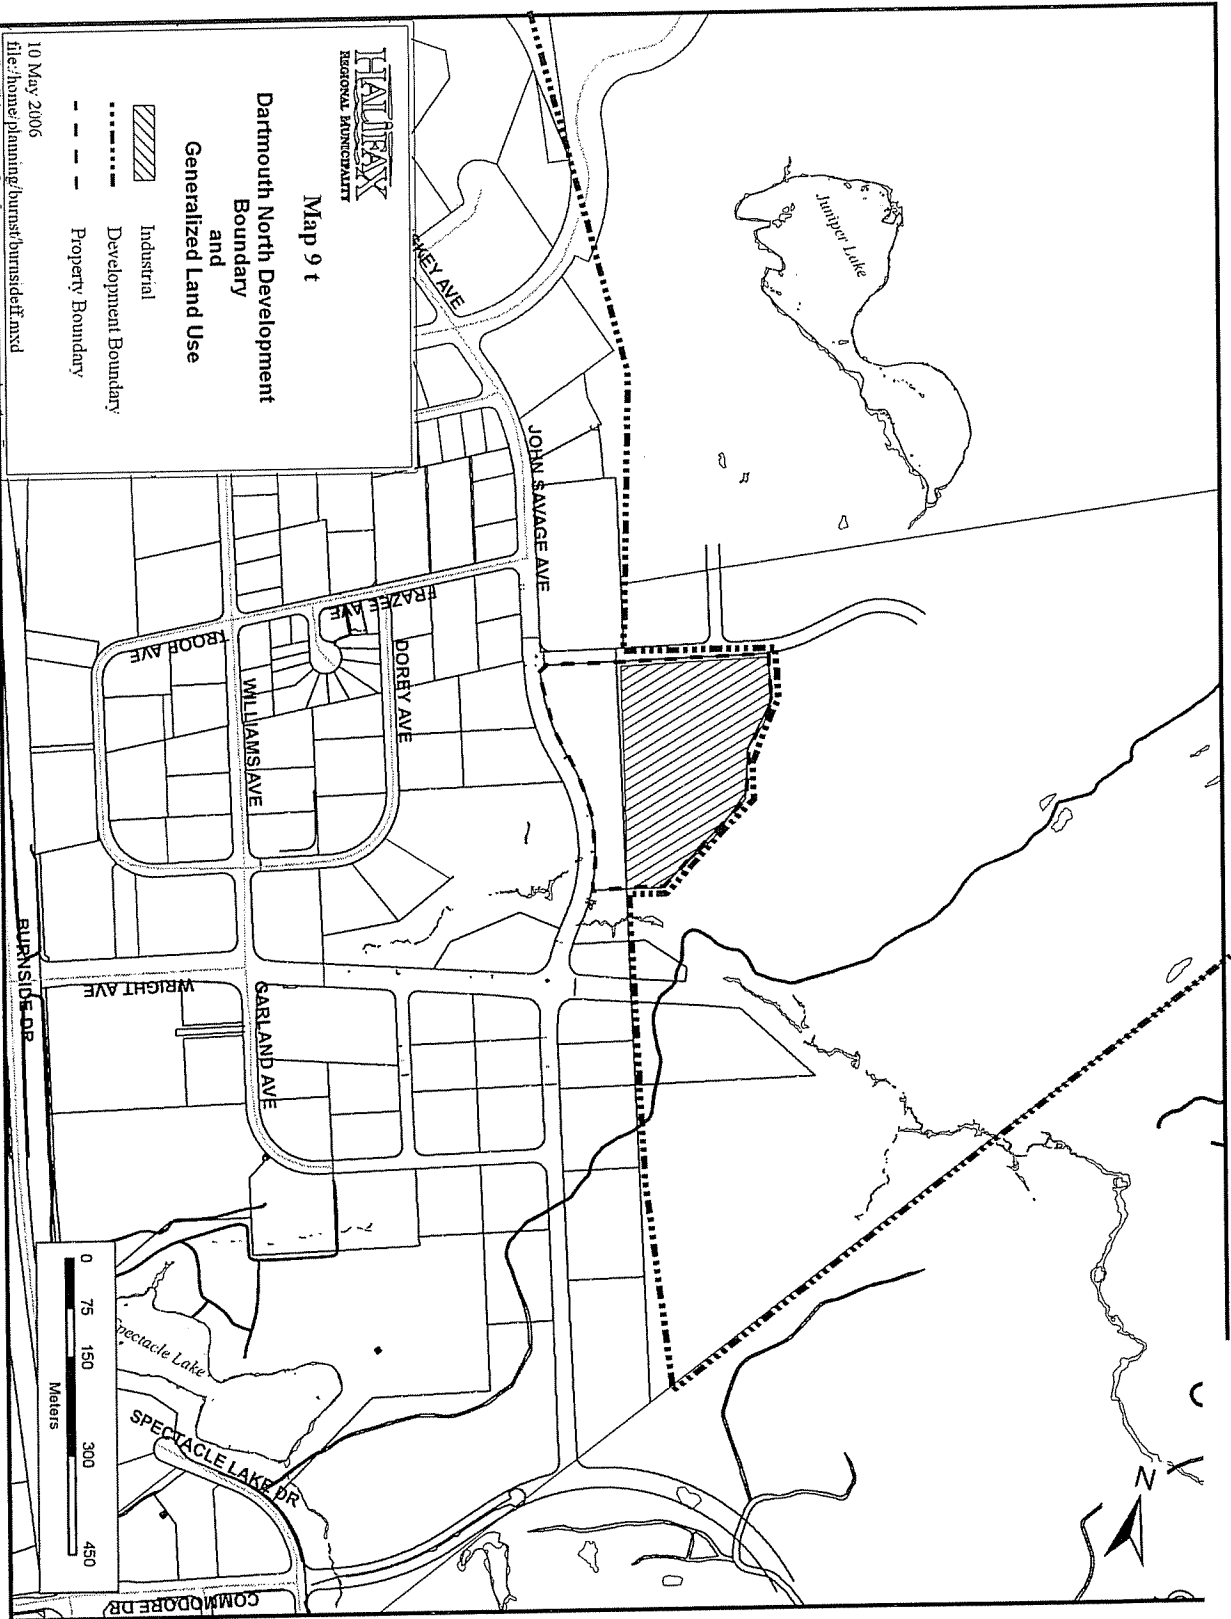 HALIFAX
REGIONAL MUNICIPALITY
Map 9 t
Dartmouth North Development
Boundary
and
Generalized Land Use
Industrial
Development Boundary
Property Boundary
10 May 2006
file:/home/planning/burnst/burnsideff.mxd
Juniper Lake
JOHN SAVAGE AVE
FRAZEE AVE
TROOP AVE
DOREY AVE
WILLIAMS AVE
BURNSIDE DR
WRIGHT AVE
GARLAND AVE
Spectacle Lake
SPECTACLE LAKE DR
COMMODORE DR
0 75 150 300 450
Meters
N